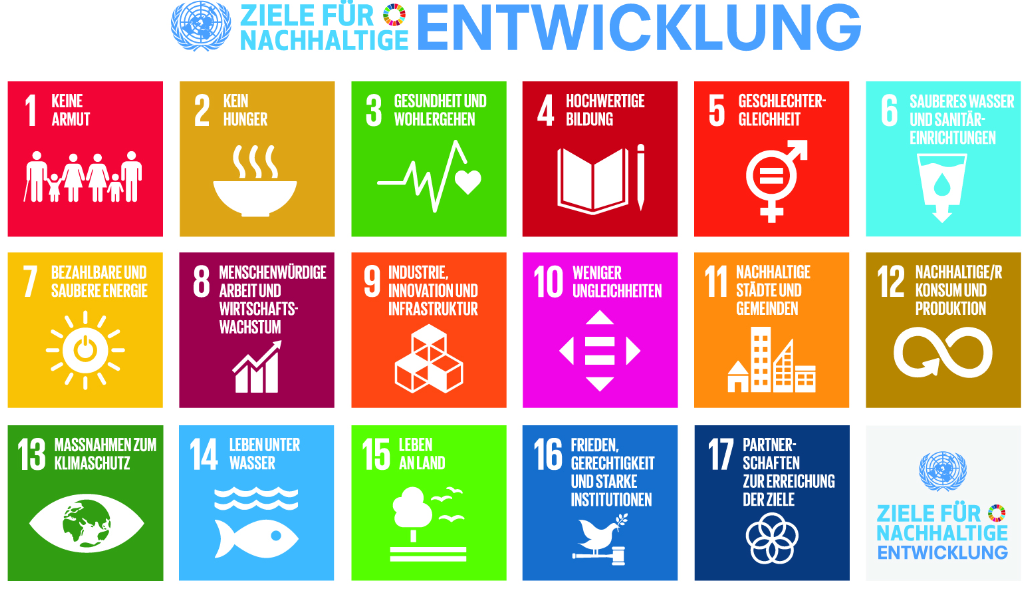 ZIELE FÜR
NACHHALTIGE
ENTWICKLUNG
1 KEINE
ARMUT
2 KEIN
HUNGER
3 GESUNDHEIT UND
WOHLERGEHEN
4 HOCHWERTIGE
BILDUNG
5 GESCHLECHTER-
GLEICHHEIT
6 SAUBERES WASSER
UND SANITÄR-
EINRICHTUNGEN
7 BEZAHLBARE UND
SAUBERE ENERGIE
8 MENSCHENWÜRDIGE
ARBEIT UND
WIRTSCHAFTS-
WACHSTUM
9 INDUSTRIE,
INNOVATION UND
INFRASTRUKTUR
10 WENIGER
UNGLEICHHEITEN
11 NACHHALTIGE
STÄDTE UND
GEMEINDEN
12 NACHHALTIGE/R
KONSUM UND
PRODUKTION
13 MASSNAHMEN ZUM
KLIMASCHUTZ
14 LEBEN UNTER
WASSER
15 LEBEN
AN LAND
16 FRIEDEN,
GERECHTIGKEIT
UND STARKE
INSTITUTIONEN
17 PARTNER-
SCHAFTEN
ZUR ERREICHUNG
DER ZIELE
ZIELE FÜR
NACHHALTIGE
ENTWICKLUNG